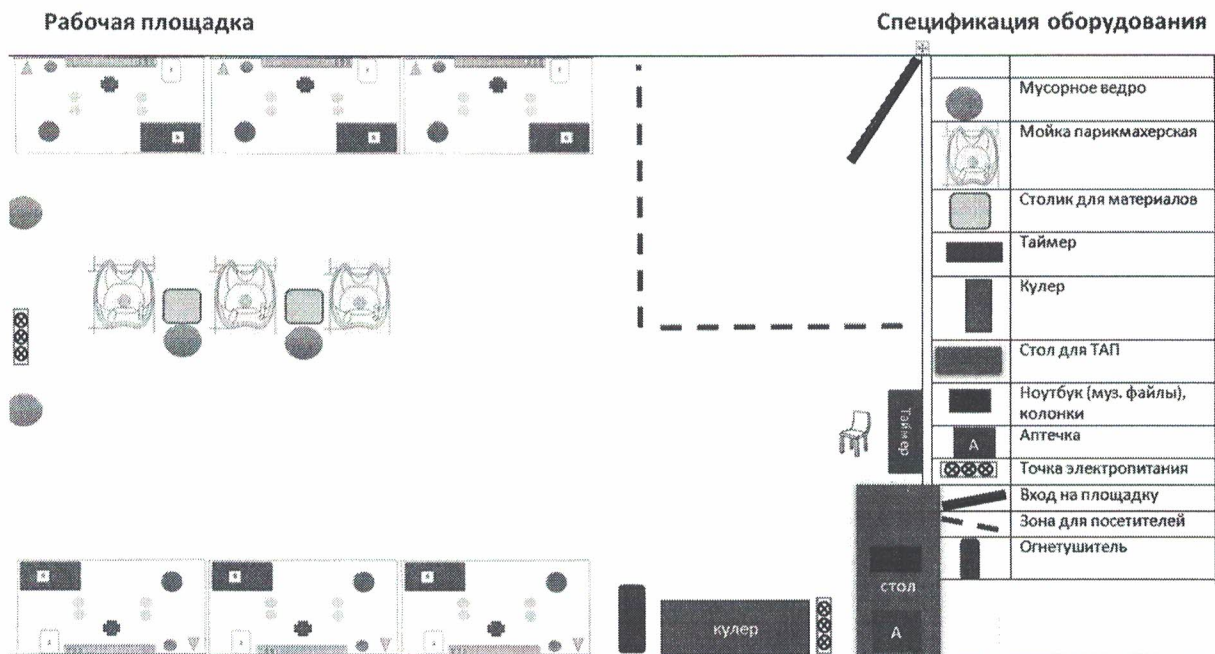 Рабочая площадка
Спецификация оборудования
Мусорное ведро
Мойка парикмахерская
Столик для материалов
Таймер
Кулер
Стол для ТАП
Ноутбук (муз. файлы),
колонки
А
Аптечка
Точка электропитания
Вход на площадку
Зона для посетителей
Огнетушитель
Таймер
стол
А
кулер